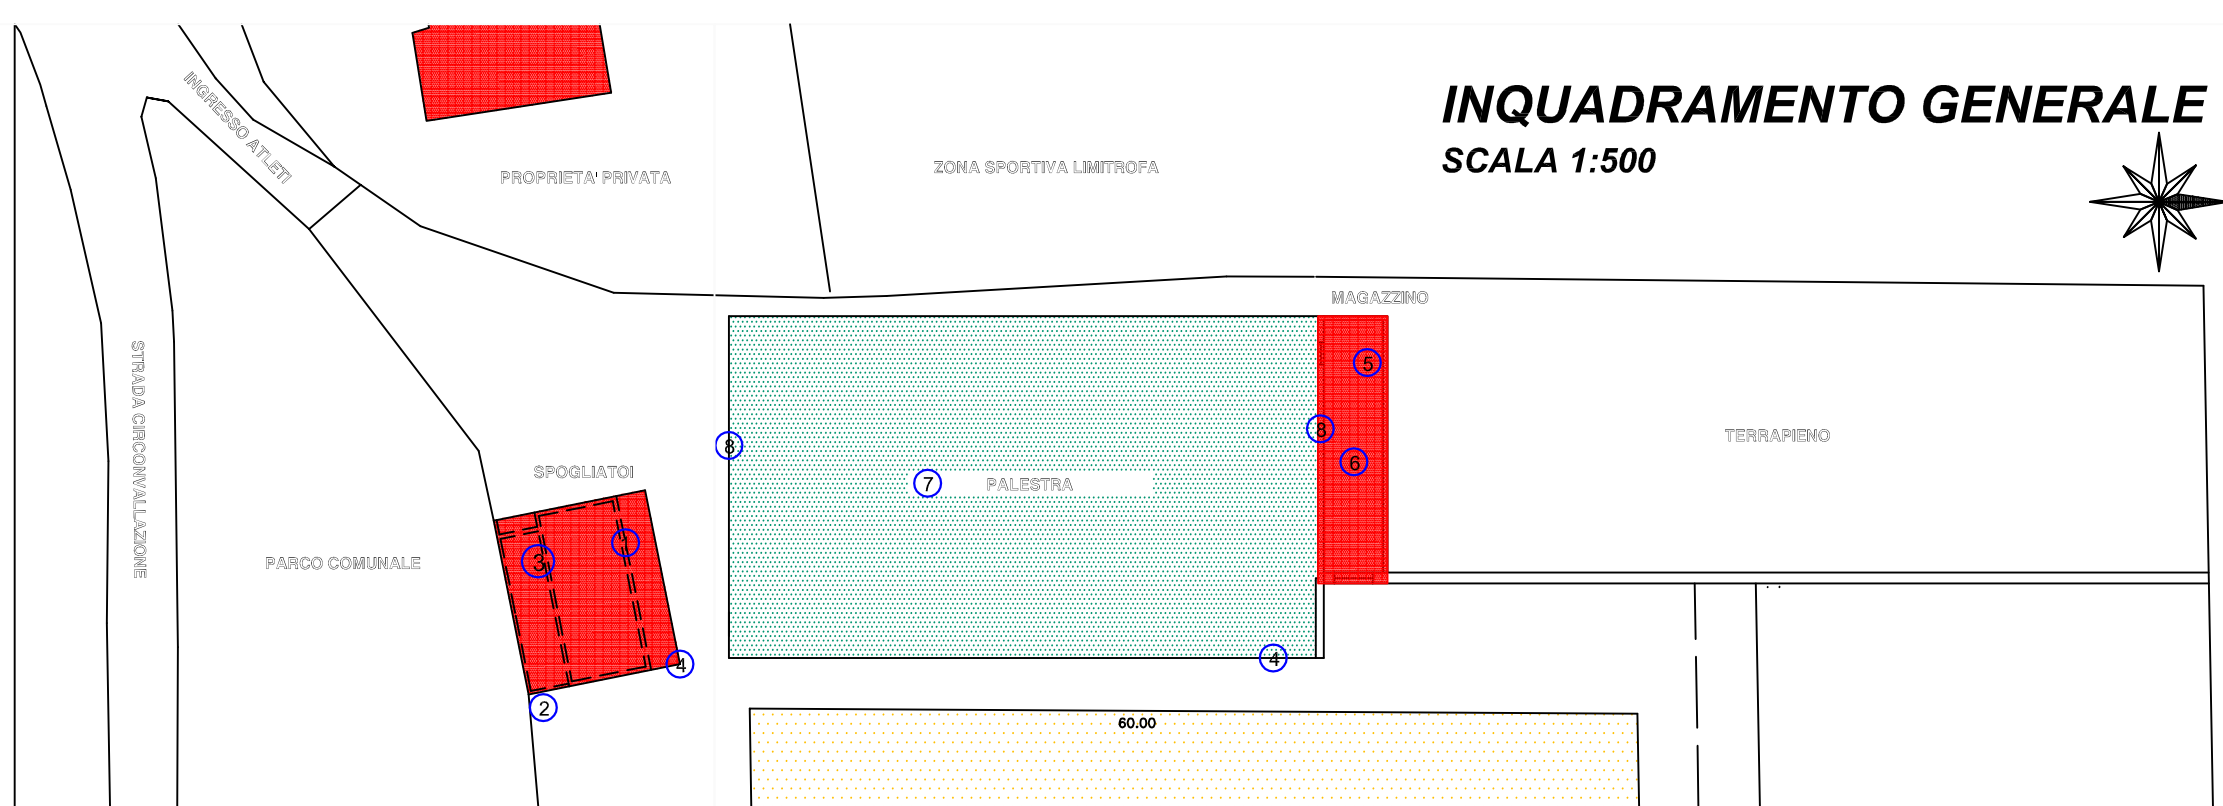 INQUADRAMENTO GENERALE
SCALA 1:500
INGRESSO ATLETI
PROPRIETA' PRIVATA
ZONA SPORTIVA LIMITROFA
MAGAZZINO
STRADA CIRCONVALLAZIONE
5
8
8
TERRAPIENO
6
SPOGLIATOI
7
PALESTRA
1
3
PARCO COMUNALE
4
4
2
60.00